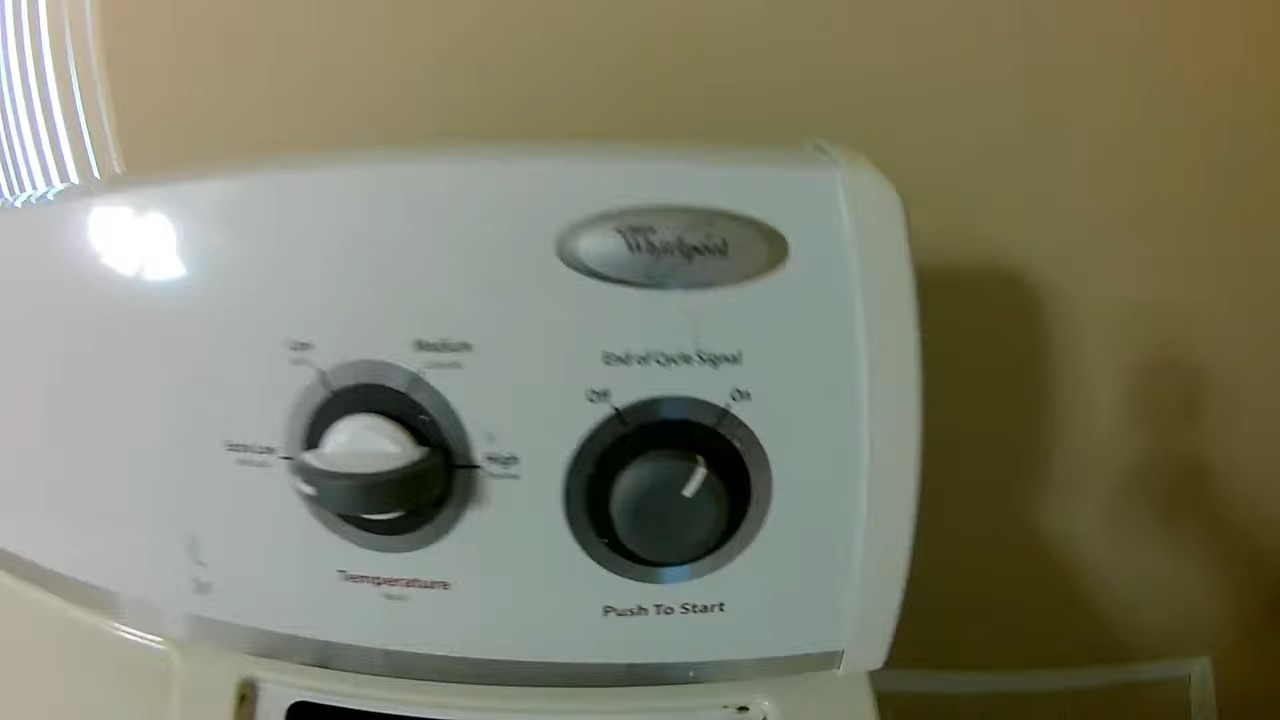 Whirlpool
Low
Medium
End of Cycle Signal
Off
On
Extra Low
High
Temperature
Push To Start